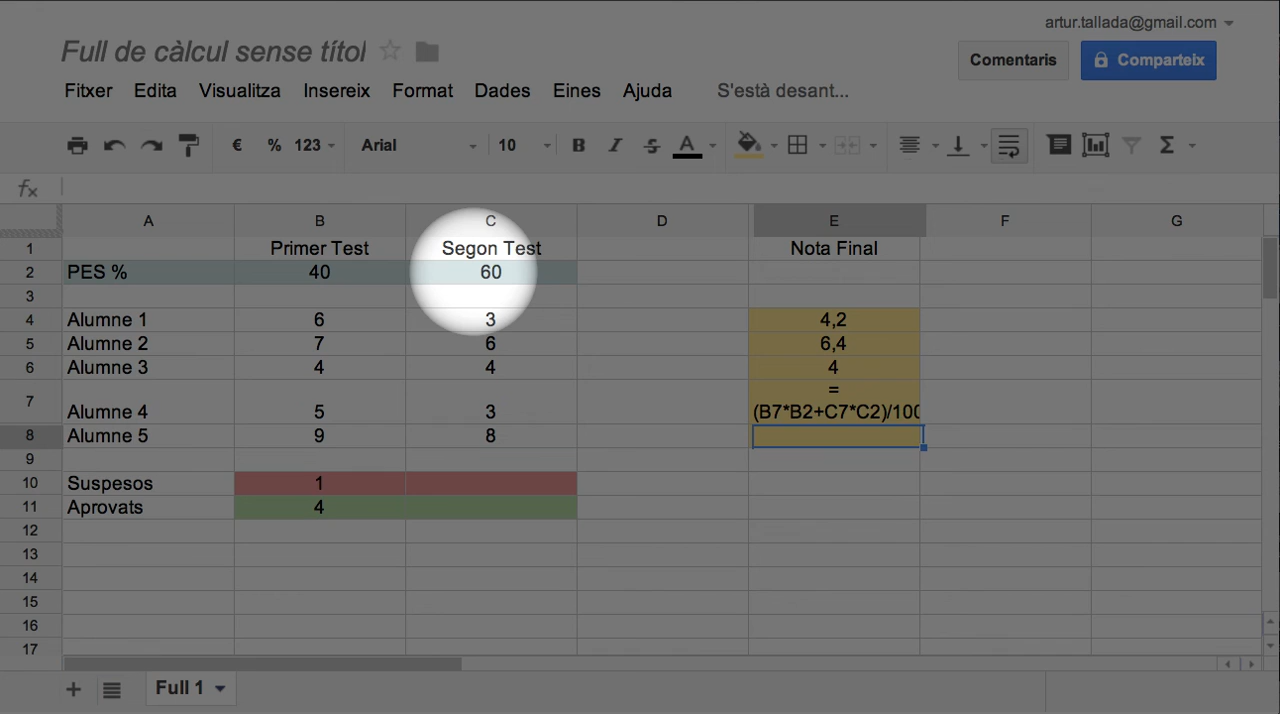 artur.tallada@gmail.com
Full de càlcul sense títol
Comentaris
Comparteix
Fitxer Edita Visualitza Insereix Format Dades Eines Ajuda S'està desant...
€ % 123 Arial 10 B I S A Σ
fx
A B C D E F G
1 Primer Test Segon Test Nota Final
2 PES % 40 60
3
4 Alumne 1 6 3 4,2
5 Alumne 2 7 6 6,4
6 Alumne 3 4 4 4
=
7 Alumne 4 5 3 (B7*B2+C7*C2)/100
8 Alumne 5 9 8
9
10 Suspesos 1
11 Aprovats 4
12
13
14
15
16
17
Full 1